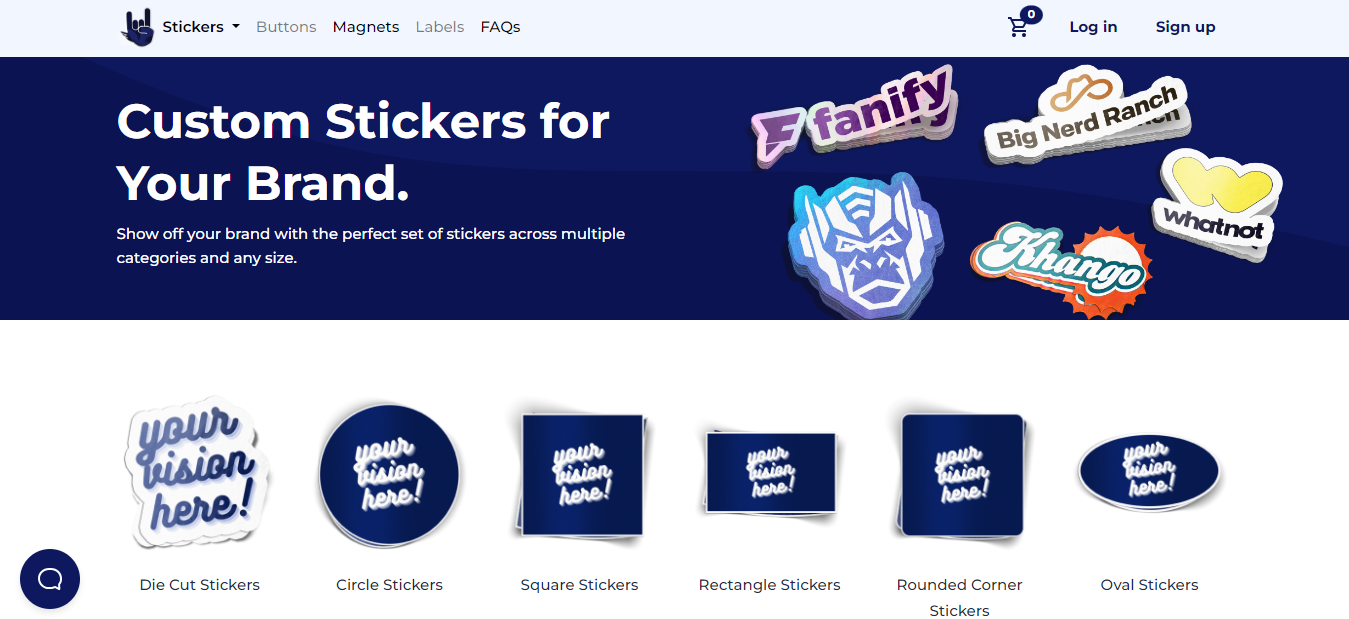 Stickers Buttons Magnets Labels FAQs 0 Log in Sign up
Custom Stickers for
Your Brand.
Show off your brand with the perfect set of stickers across multiple
categories and any size.
fanify
Big Nerd Ranch
whatnot
Khango
your
vision
here!
your
vision
here!
your
vision
here!
your
vision
here!
your
vision
here!
your
vision
here!
Die Cut Stickers
Circle Stickers
Square Stickers
Rectangle Stickers
Rounded Corner
Stickers
Oval Stickers